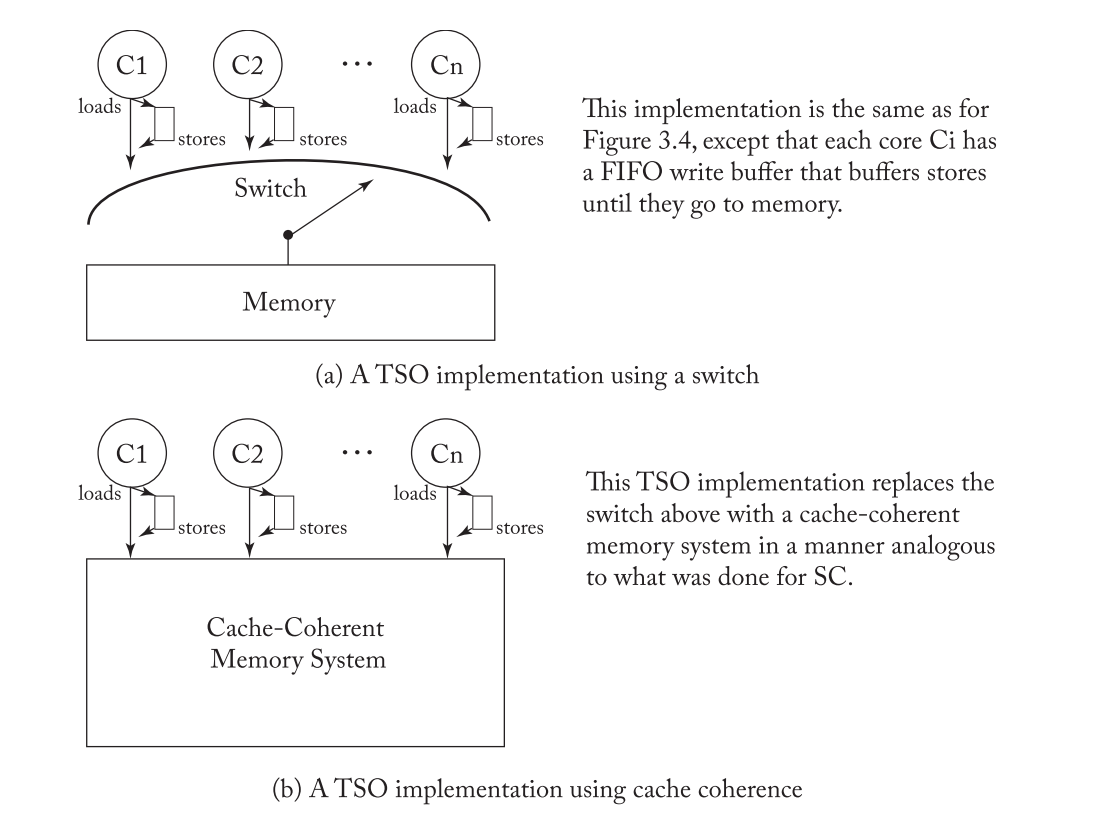 C1 C2 ... Cn
loads loads
stores stores stores
This implementation is the same as for
Figure 3.4, except that each core Ci has
a FIFO write buffer that buffers stores
until they go to memory.
Switch
Memory
(a) A TSO implementation using a switch
C1 C2 ... Cn
loads loads
stores stores stores
This TSO implementation replaces the
switch above with a cache-coherent
memory system in a manner analogous
to what was done for SC.
Cache-Coherent
Memory System
(b) A TSO implementation using cache coherence